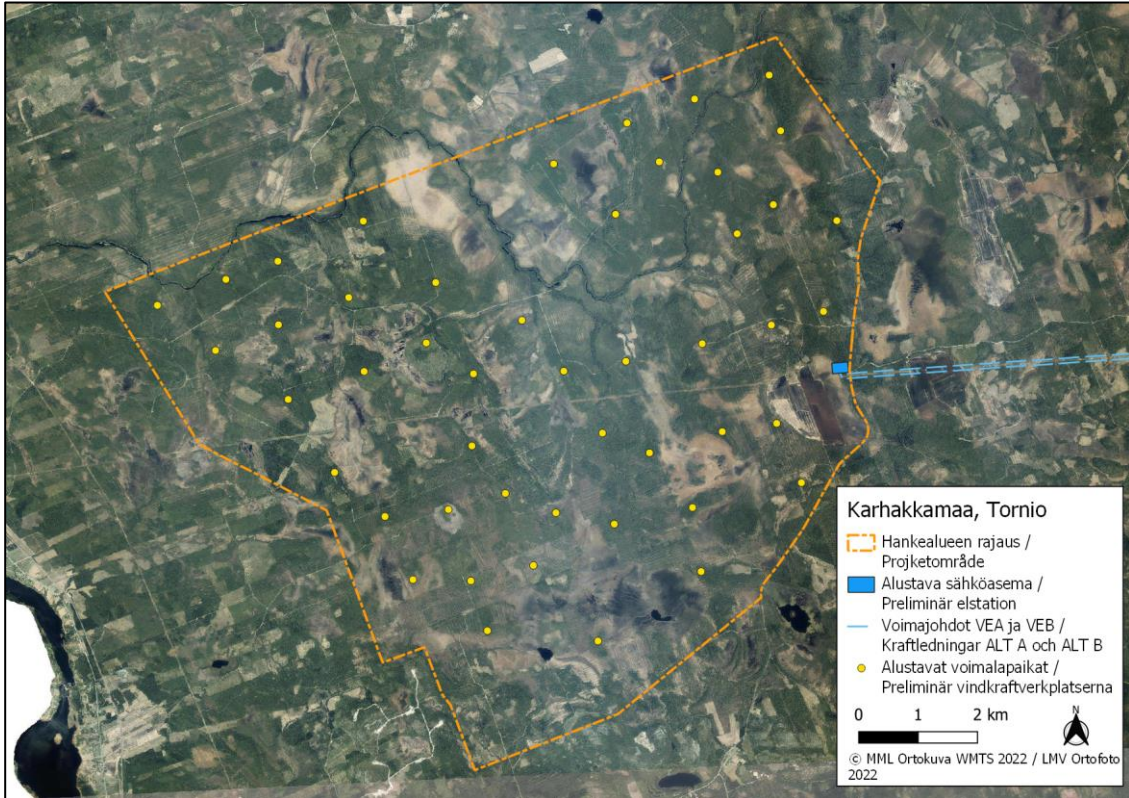 Karhakkamaa, Tornio
Hankealueen rajaus /
Projketområde
Alustava sähköasema /
Preliminär elstation
Voimajohdot VEA ja VEB /
Kraftledningar ALT A och ALT B
Alustavat voimalapaikat /
Preliminär vindkraftverkplatserna
0 1 2 km
N
© MML Ortokuva WMTS 2022 / LMV Ortofoto
2022